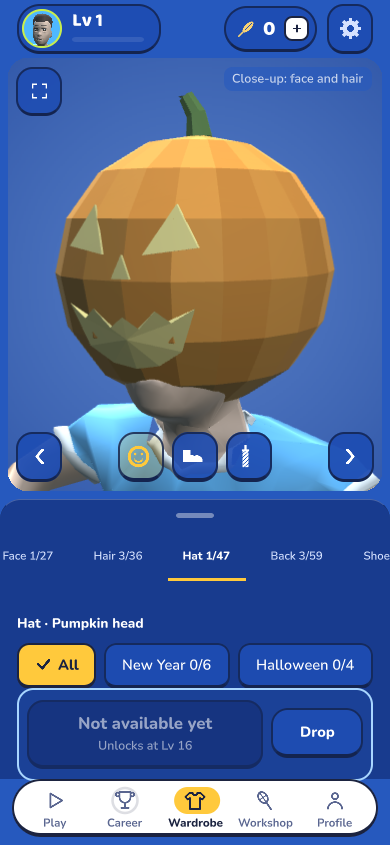 Lv 1
0
+
Close-up: face and hair
Face 1/27
Hair 3/36
Hat 1/47
Back 3/59
Shoe
Hat · Pumpkin head
All
New Year 0/6
Halloween 0/4
Not available yet
Unlocks at Lv 16
Drop
Play
Career
Wardrobe
Workshop
Profile